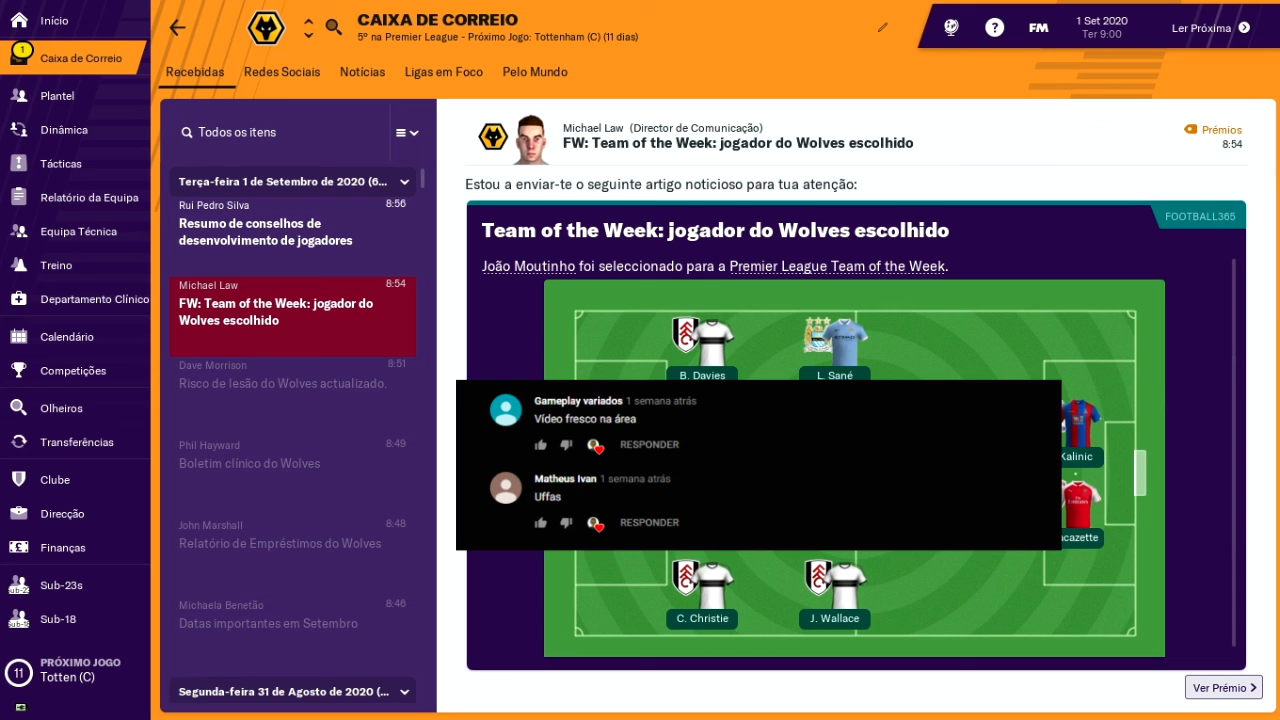 Início
1
Caixa de Correio
Plantel
Dinâmica
Tácticas
Relatório da Equipa
Equipa Técnica
Treino
Departamento Clínico
Calendário
Competições
Olheiros
Transferências
Clube
Direcção
Finanças
Sub-23s
Sub-18
PRÓXIMO JOGO
11
Totten (C)
CAIXA DE CORREIO
5º na Premier League - Próximo Jogo: Tottenham (C) (11 dias)
FM
1 Set 2020
Ter 9:00
Ler Próxima
Recebidas
Redes Sociais
Notícias
Ligas em Foco
Pelo Mundo
Todos os itens
Terça-feira 1 de Setembro de 2020 (6...
Rui Pedro Silva 8:56
Resumo de conselhos de
desenvolvimento de jogadores
Michael Law 8:54
FW: Team of the Week: jogador do
Wolves escolhido
Dave Morrison 8:51
Risco de lesão do Wolves actualizado.
Phil Hayward 8:49
Boletim clínico do Wolves
John Marshall 8:48
Relatório de Empréstimos do Wolves
Michaela Benetão 8:46
Datas importantes em Setembro
Segunda-feira 31 de Agosto de 2020 (...
Michael Law (Director de Comunicação)
FW: Team of the Week: jogador do Wolves escolhido
Prémios
8:54
Estou a enviar-te o seguinte artigo noticioso para tua atenção:
FOOTBALL365
Team of the Week: jogador do Wolves escolhido
João Moutinho foi seleccionado para a Premier League Team of the Week.
B. Davies
L. Sané
Gameplay variados 1 semana atrás
Vídeo fresco na área
RESPONDER
Matheus Ivan 1 semana atrás
Uffas
RESPONDER
Kalinic
cazette
C. Christie
J. Wallace
Ver Prémio